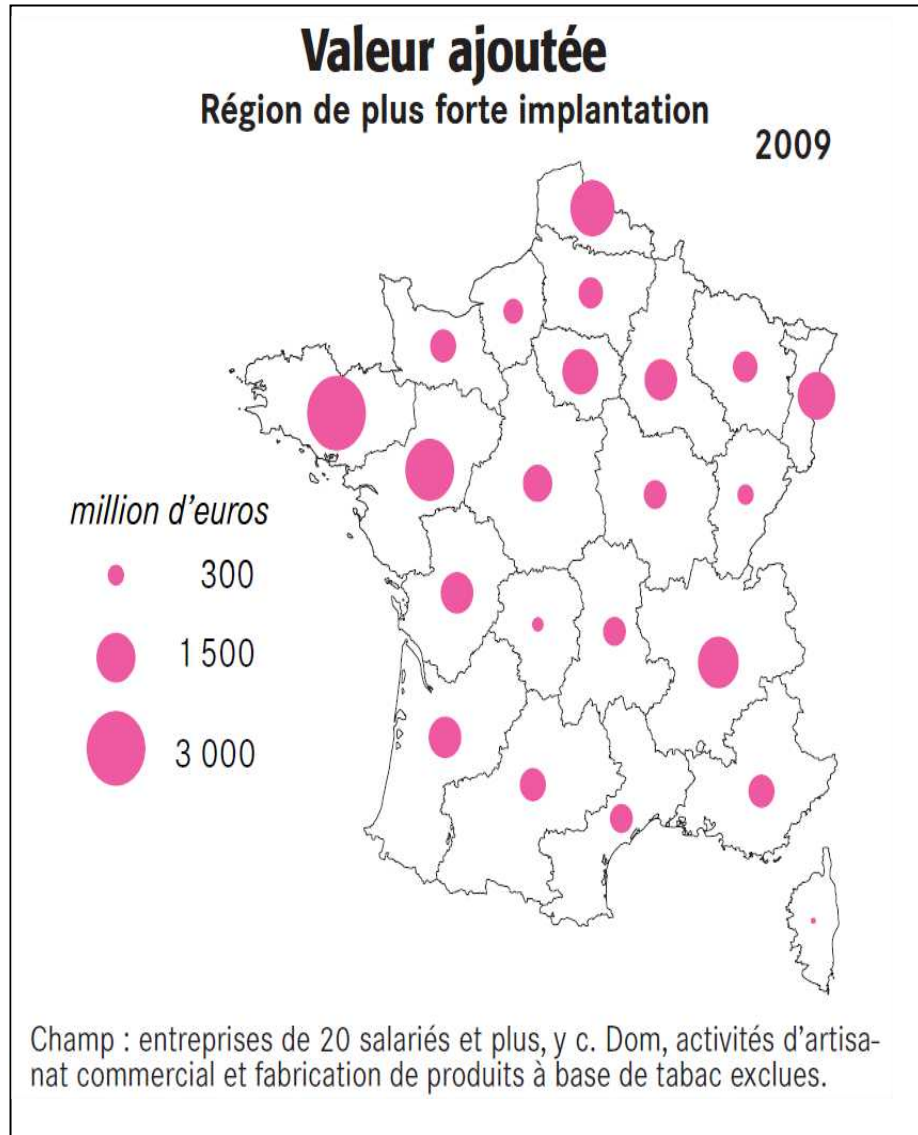 Valeur ajoutée
Région de plus forte implantation
2009
million d'euros
300
1 500
3 000
Champ : entreprises de 20 salariés et plus, y c. Dom, activités d'artisa-
nat commercial et fabrication de produits à base de tabac exclues.